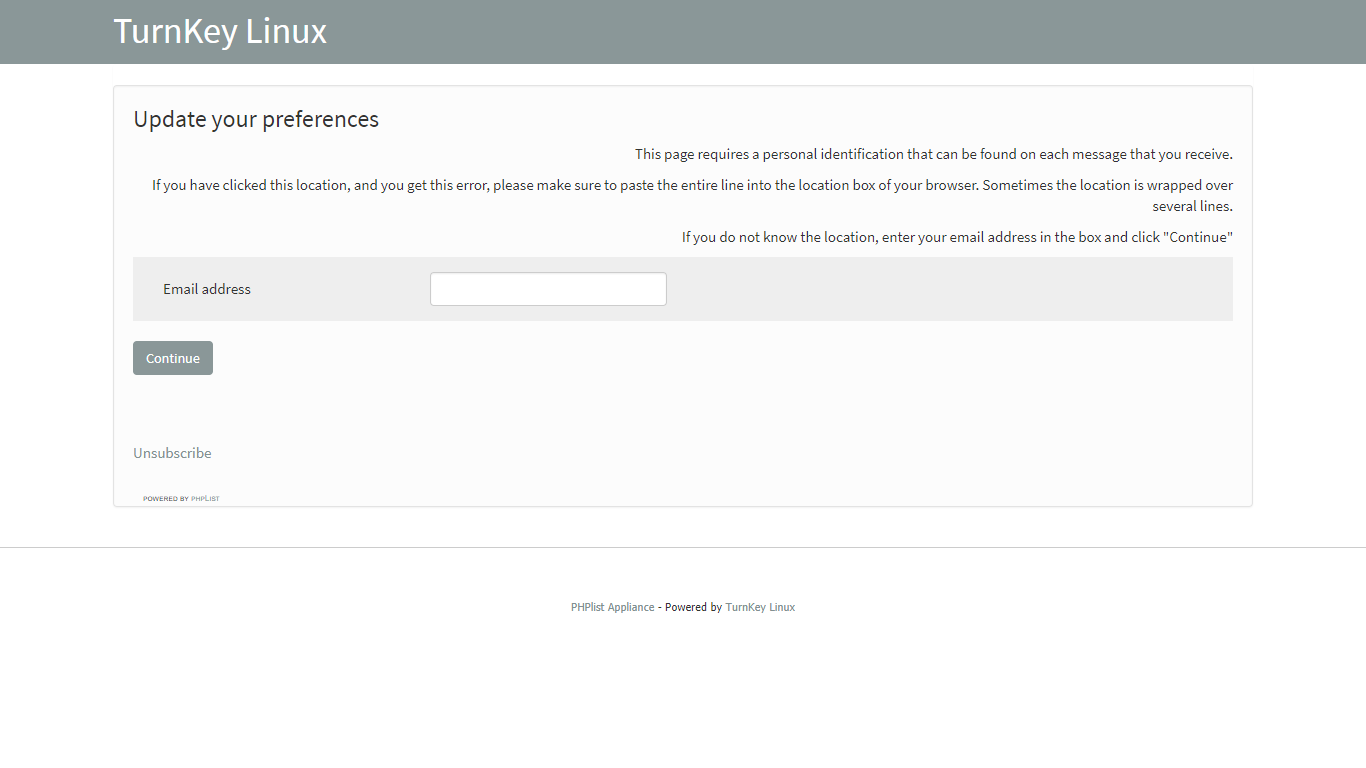 TurnKey Linux
Update your preferences
This page requires a personal identification that can be found on each message that you receive.
If you have clicked this location, and you get this error, please make sure to paste the entire line into the location box of your browser. Sometimes the location is wrapped over
several lines.
If you do not know the location, enter your email address in the box and click "Continue"
Email address
Continue
Unsubscribe
POWERED BY PHPLIST
PHPlist Appliance - Powered by TurnKey Linux